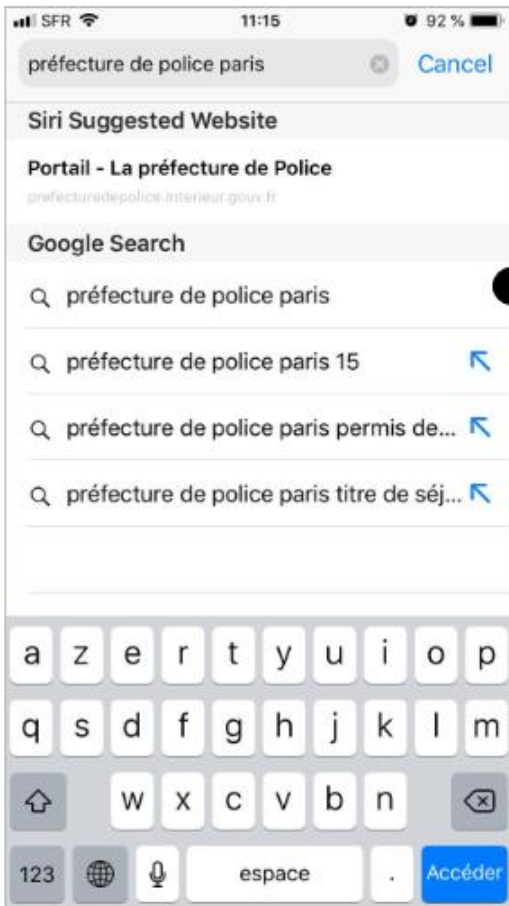 SFR 11:15 92 %
préfecture de police paris Cancel
Siri Suggested Website
Portail - La préfecture de Police
prefecturedepolice.interieur.gouv.fr
Google Search
préfecture de police paris
préfecture de police paris 15
préfecture de police paris permis de...
préfecture de police paris titre de séj...
a z e r t y u i o p
q s d f g h j k l m
w x c v b n
123 espace . Accéder